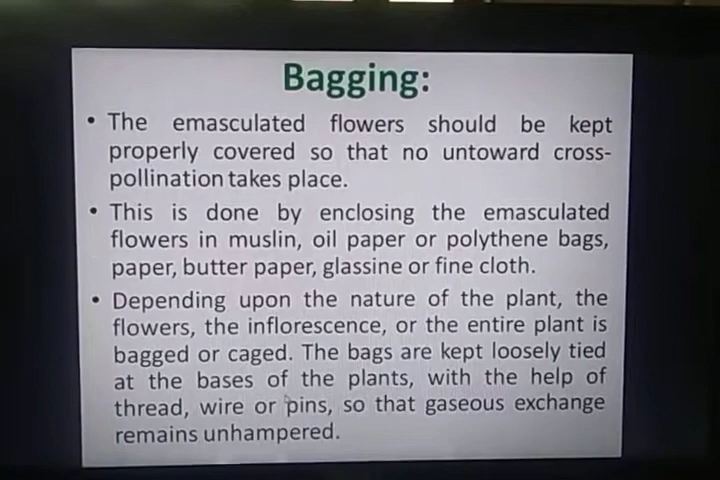 Bagging:
• The emasculated flowers should be kept
properly covered so that no untoward cross-
pollination takes place.
• This is done by enclosing the emasculated
flowers in muslin, oil paper or polythene bags,
paper, butter paper, glassine or fine cloth.
• Depending upon the nature of the plant, the
flowers, the inflorescence, or the entire plant is
bagged or caged. The bags are kept loosely tied
at the bases of the plants, with the help of
thread, wire or pins, so that gaseous exchange
remains unhampered.